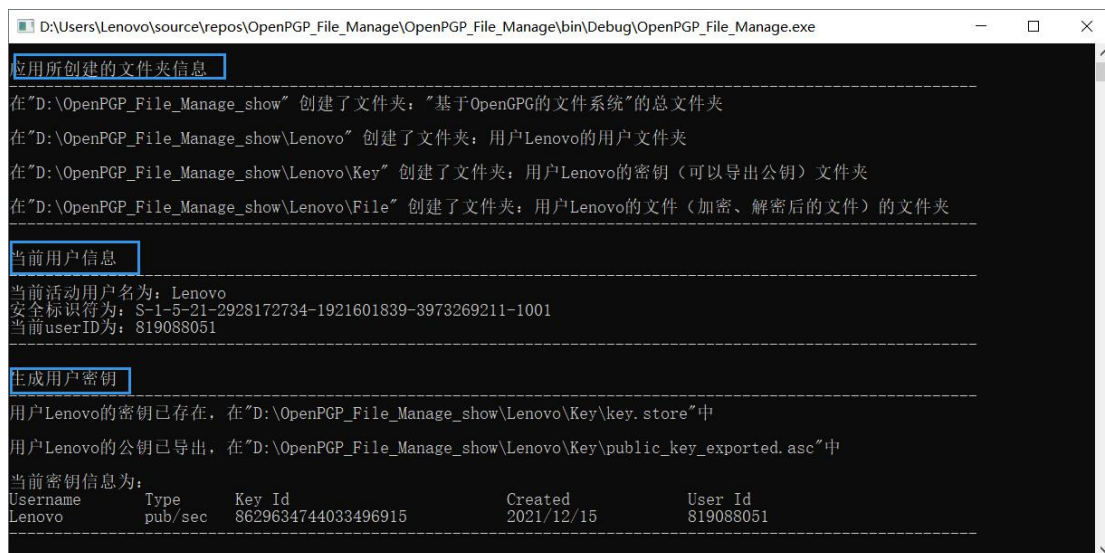 D:\Users\Lenovo\source\repos\OpenPGP_File_Manage\OpenPGP_File_Manage\bin\Debug\OpenPGP_File_Manage.exe
应用所创建的文件夹信息
在"D:\OpenPGP_File_Manage_show" 创建了文件夹："基于OpenGPG的文件系统"的总文件夹
在"D:\OpenPGP_File_Manage_show\Lenovo" 创建了文件夹：用户Lenovo的用户文件夹
在"D:\OpenPGP_File_Manage_show\Lenovo\Key" 创建了文件夹：用户Lenovo的密钥（可以导出公钥）文件夹
在"D:\OpenPGP_File_Manage_show\Lenovo\File" 创建了文件夹：用户Lenovo的文件（加密、解密后的文件）的文件夹
当前用户信息
当前活动用户名为：Lenovo
安全标识符为：S-1-5-21-2928172734-1921601839-3973269211-1001
当前userID为：819088051
生成用户密钥
用户Lenovo的密钥已存在，在"D:\OpenPGP_File_Manage_show\Lenovo\Key\key.store"中
用户Lenovo的公钥已导出，在"D:\OpenPGP_File_Manage_show\Lenovo\Key\public_key_exported.asc"中
当前密钥信息为：
Username Type Key Id Created User Id
Lenovo pub/sec 8629634744033496915 2021/12/15 819088051